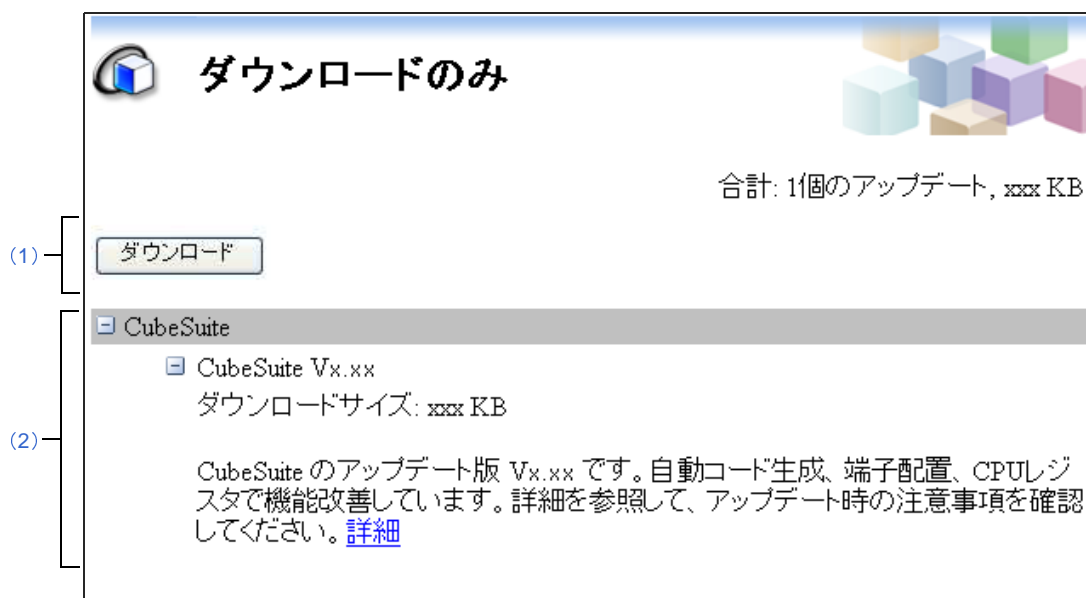 ダウンロードのみ
合計: 1個のアップデート, xxx KB
(1)
ダウンロード
CubeSuite
CubeSuite Vx.xx
ダウンロードサイズ: xxx KB
(2)
CubeSuite のアップデート版 Vx.xx です。自動コード生成、端子配置、CPUレジ
スタで機能改善しています。詳細を参照して、アップデート時の注意事項を確認
してください。詳細